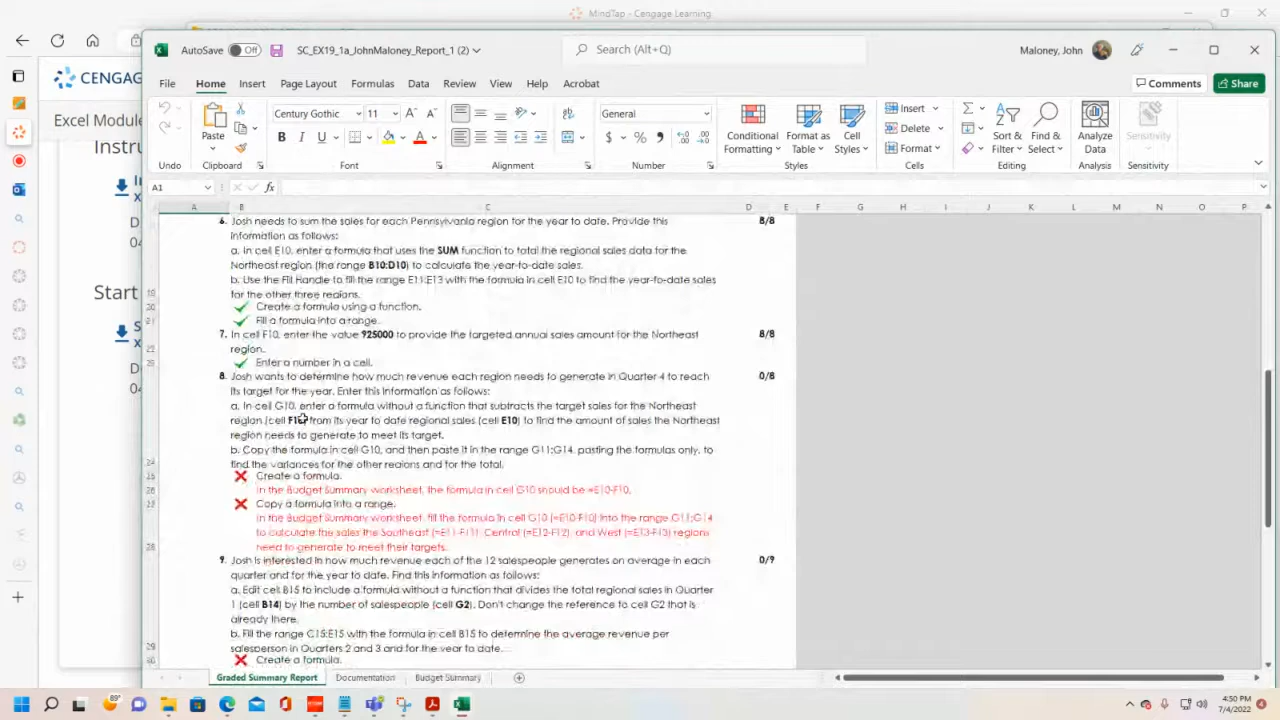 MindTap - Cengage Learning
CENGAG
Excel Module
Instru
Start
AutoSave Off SC_EX19_1a_JohnMaloney_Report_1 (2)
Search (Alt+Q)
Maloney, John
File Home Insert Page Layout Formulas Data Review View Help Acrobat
Comments Share
Paste
Century Gothic 11
B I U
General
$ % ,
Conditional Formatting
Format as Table
Cell Styles
Insert
Delete
Format
Sort & Filter
Find & Select
Analyze Data
Sensitivity
Undo Clipboard Font Alignment Number Styles Cells Editing Analysis Sensitivity
A1 fx
A B C D E F G H I J K L M N O P
6. Josh needs to sum the sales for each Pennsylvania region for the year to date. Provide this 8/8
information as follows:
a. In cell E10, enter a formula that uses the SUM function to total the regional sales data for the
Northeast region (the range B10:D10) to calculate the year-to-date sales.
b. Use the Fill Handle to fill the range E11:E13 with the formula in cell E10 to find the year-to-date sales
for the other three regions.
Create a formula using a function.
Fill a formula into a range.
7. In cell F10, enter the value 925000 to provide the targeted annual sales amount for the Northeast 8/8
region.
Enter a number in a cell.
8. Josh wants to determine how much revenue each region needs to generate in Quarter 4 to reach 0/8
its target for the year. Enter this information as follows:
a. In cell G10, enter a formula without a function that subtracts the target sales for the Northeast
region (cell from its year to date regional sales (cell E10) to find the amount of sales the Northeast
region needs to generate to meet its target.
b. Copy the formula in cell G10, and then paste it in the range G11:G14, pasting the formulas only, to
find the variances for the other regions and for the total.
Create a formula.
In the Budget Summary worksheet, the formula in cell G10 should be =E10-F10.
Copy a formula into a range.
In the Budget Summary worksheet, fill the formula in cell G10 (=E10-F10) into the range G11:G14
to calculate the sales the Southeast (=E11-F11), Central (=E12-F12), and West (=E13-F13) regions
need to generate to meet their targets.
9. Josh is interested in how much revenue each of the 12 salespeople generates on average in each 0/9
quarter and for the year to date. Find this information as follows:
a. Edit cell B15 to include a formula without a function that divides the total regional sales in Quarter
1 (cell B14) by the number of salespeople (cell G2). Don't change the reference to cell G2 that is
already there.
b. Fill the range C15:E15 with the formula in cell B15 to determine the average revenue per
salesperson in Quarters 2 and 3 and for the year to date.
Create a formula.
Graded Summary Report Documentation Budget Summary
89°
4:50 PM
7/4/2022